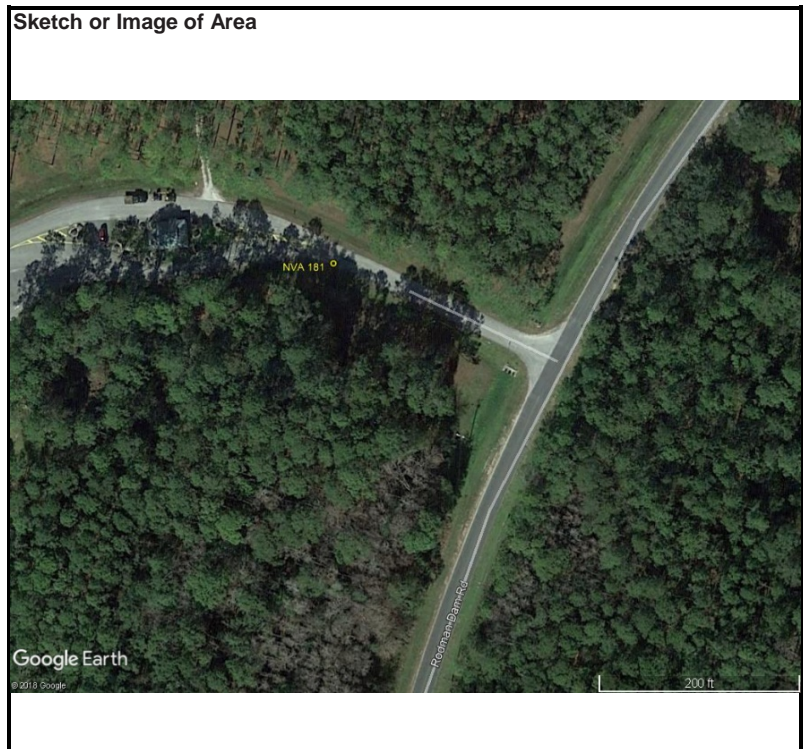 Sketch or Image of Area
NVA 181
Rodman Dam Rd
Google Earth
© 2018 Google
200 ft